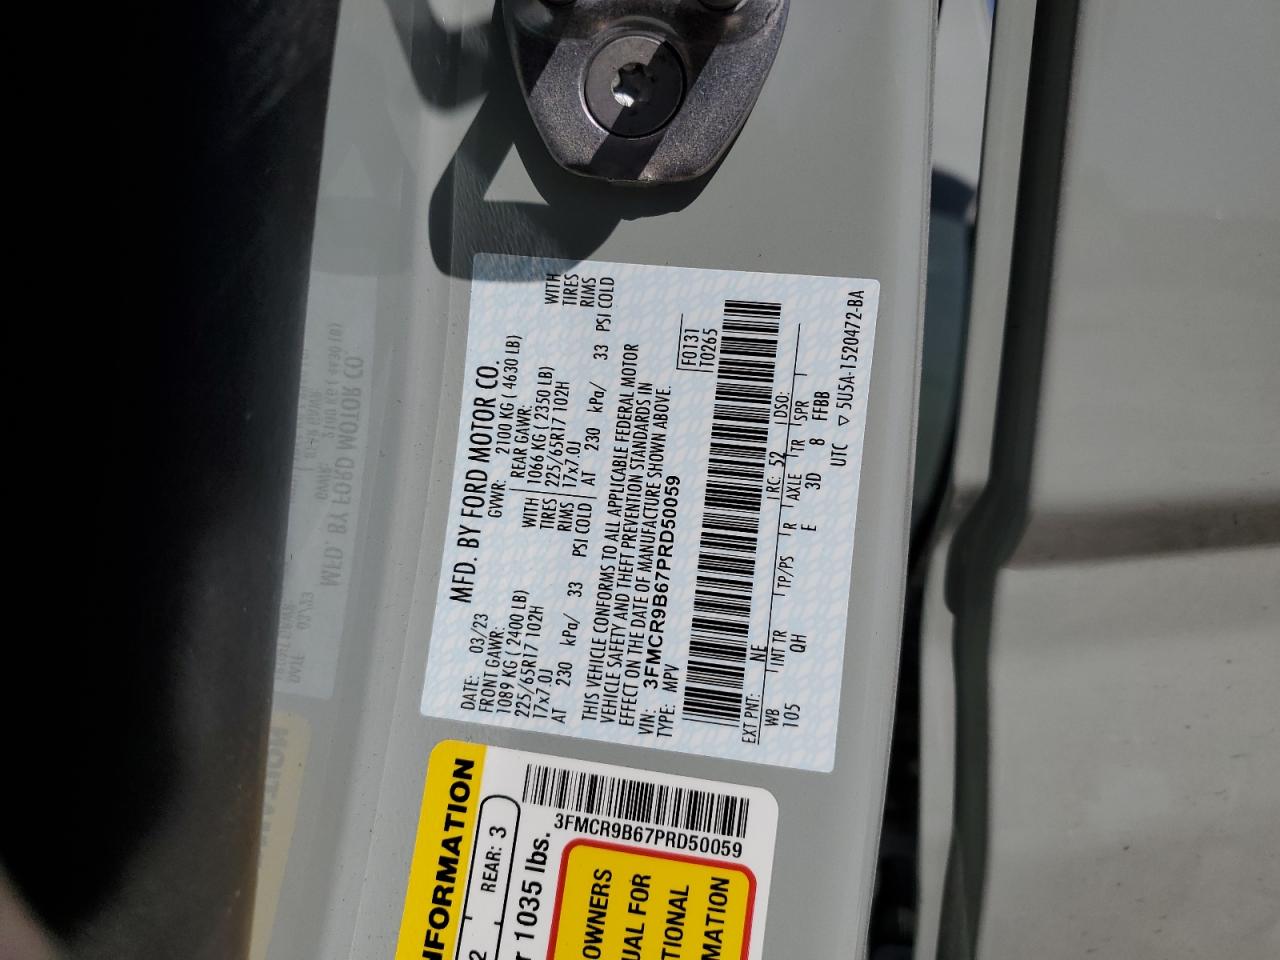 MFD. BY FORD MOTOR CO.
DATE: 03/23 GVWR: 2100 KG ( 4630 LB)
FRONT GAWR: REAR GAWR:
1089 KG ( 2400 LB) WITH 1066 KG ( 2350 LB) WITH
225/65R17 102H TIRES 225/65R17 102H TIRES
17x7.0J RIMS 17x7.0J RIMS
AT 230 kPa/ 33 PSI COLD AT 230 kPa/ 33 PSI COLD
THIS VEHICLE CONFORMS TO ALL APPLICABLE FEDERAL MOTOR
VEHICLE SAFETY AND THEFT PREVENTION STANDARDS IN
EFFECT ON THE DATE OF MANUFACTURE SHOWN ABOVE.
VIN: 3FMCR9B67PRD50059
TYPE: MPV
F0131
T0265
EXT PNT: NE RC: 52 DSO:
WB INT TR TP/PS R AXLE TR SPR
105 QH E 3D 8 FFBB
UTC ▽ 5U5A-1520472-BA
NFORMATION
2 REAR: 3
r 1035 lbs.
3FMCR9B67PRD50059
OWNERS
UAL FOR
TIONAL
MATION